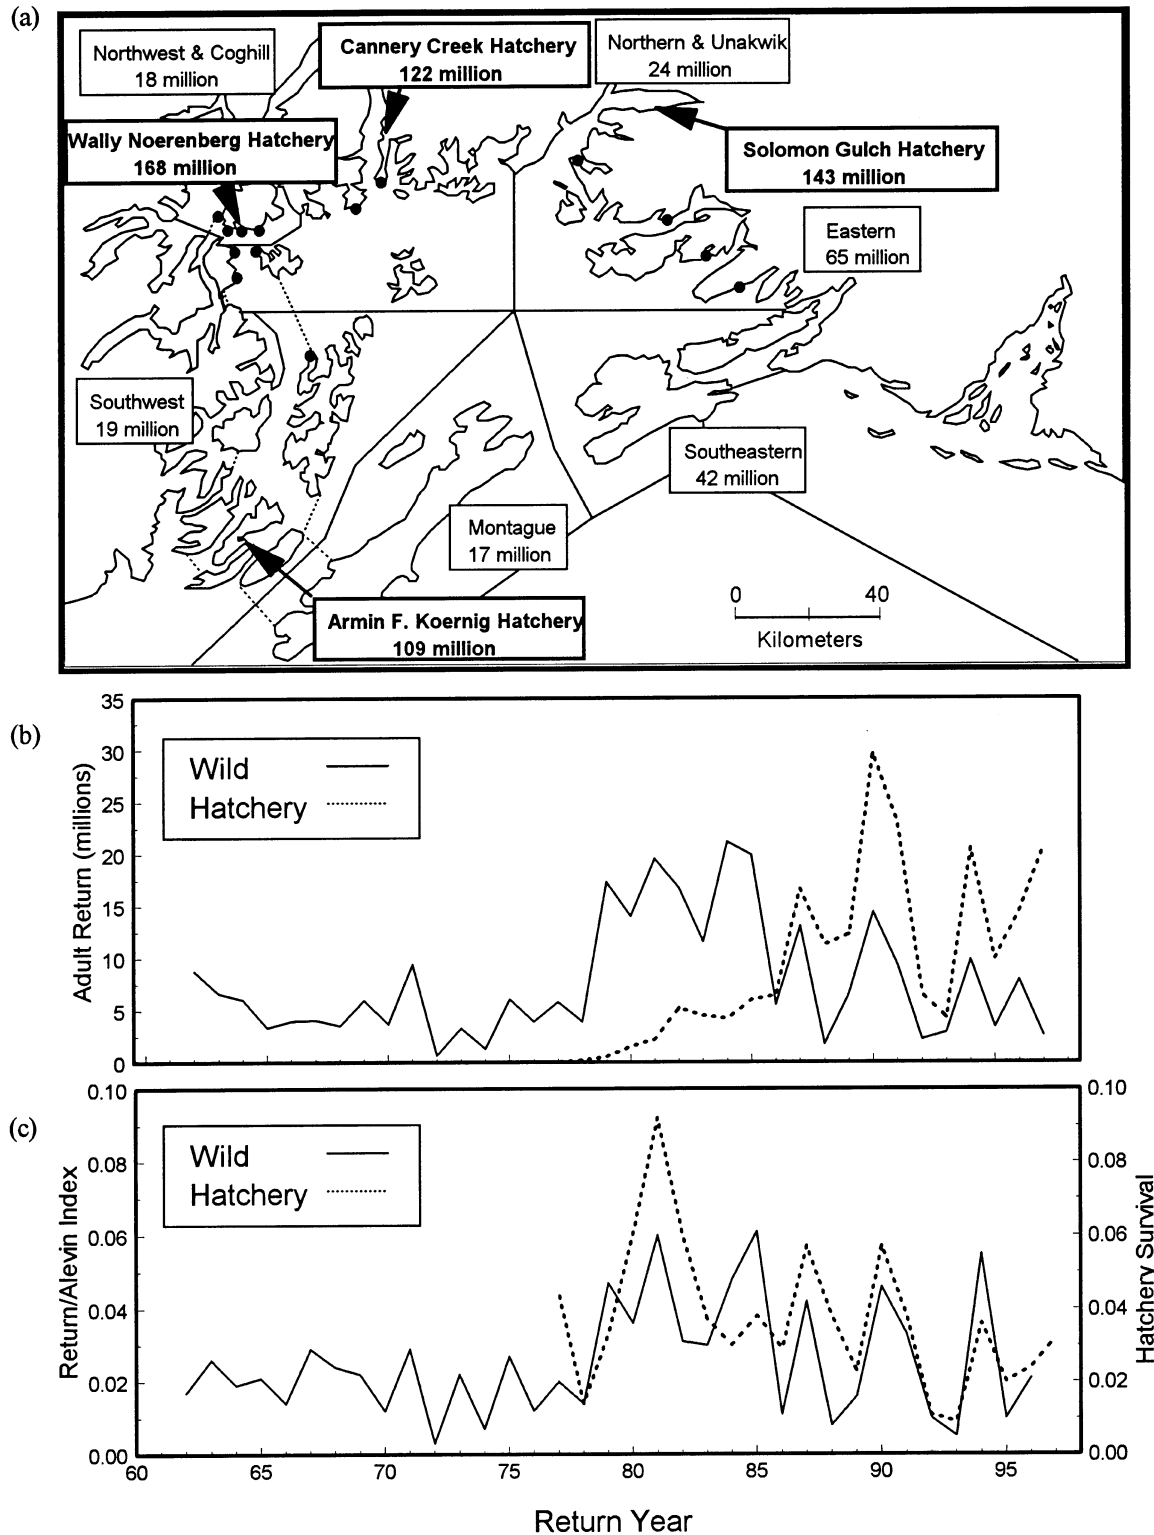 (a)
Northwest & Coghill
18 million
Cannery Creek Hatchery
122 million
Northern & Unakwik
24 million
Wally Noerenberg Hatchery
168 million
Solomon Gulch Hatchery
143 million
Eastern
65 million
Southwest
19 million
Southeastern
42 million
Montague
17 million
0 40
Kilometers
Armin F. Koernig Hatchery
109 million
(b)
Adult Return (millions)
35
30
25
20
15
10
5
0
Wild
Hatchery
(c)
Return/Alevin Index
0.10
0.08
0.06
0.04
0.02
0.00
Wild
Hatchery
0.10
0.08
0.06
0.04
0.02
0.00
Hatchery Survival
60 65 70 75 80 85 90 95
Return Year